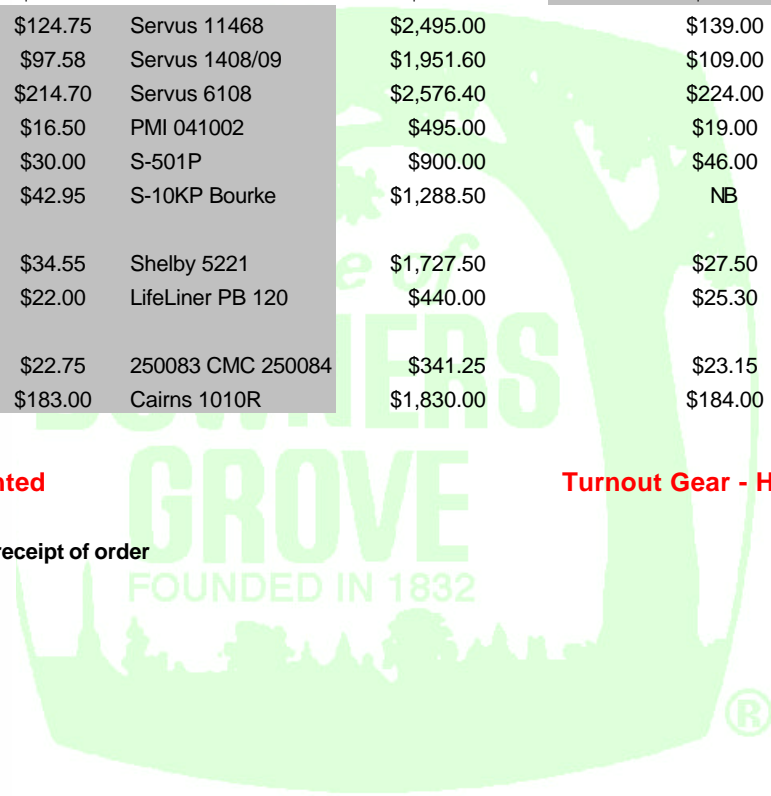 $124.75 Servus 11468 $2,495.00 $139.00
$97.58 Servus 1408/09 $1,951.60 $109.00
$214.70 Servus 6108 $2,576.40 $224.00
$16.50 PMI 041002 $495.00 $19.00
$30.00 S-501P $900.00 $46.00
$42.95 S-10KP Bourke $1,288.50 NB
$34.55 Shelby 5221 $1,727.50 $27.50
$22.00 LifeLiner PB 120 $440.00 $25.30
$22.75 250083 CMC 250084 $341.25 $23.15
$183.00 Cairns 1010R $1,830.00 $184.00
nted Turnout Gear - H
receipt of order
of
GROVE
FOUNDED IN 1832
®